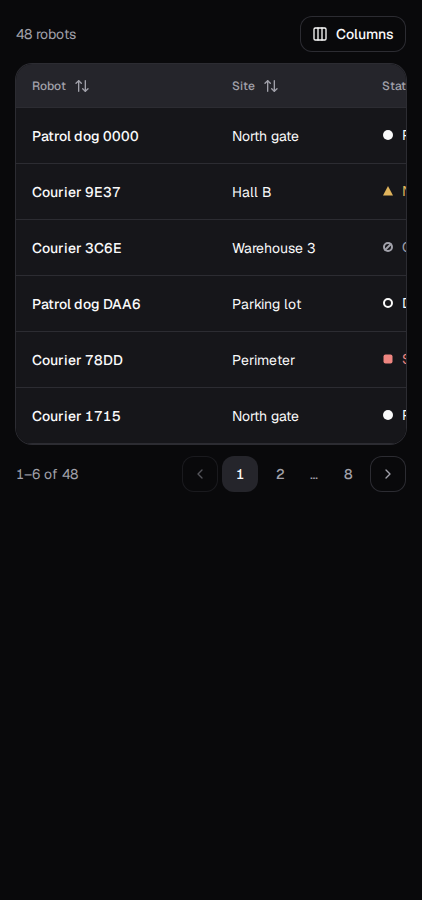 48 robots
Columns
Robot Site
Patrol dog 0000 North gate
Courier 9E37 Hall B
Courier 3C6E Warehouse 3
Patrol dog DAA6 Parking lot
Courier 78DD Perimeter
Courier 1715 North gate
1–6 of 48 1 2 … 8